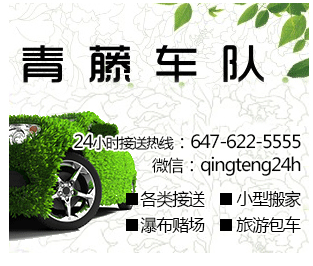 青藤车队
24小时接送热线：647-622-5555
微信：qingteng24h
■各类接送 ■小型搬家
■瀑布赌场 ■旅游包车